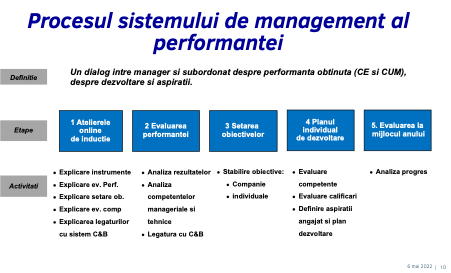 Procesul sistemului de management al
performantei
Definitie
Un dialog intre manager si subordonat despre performanta obtinuta (CE si CUM),
despre dezvoltare si aspiratii.
Etape
1 Atelierele
online
de inductie
2 Evaluarea
performantei
3 Setarea
obiectivelor
4 Planul
individual
de dezvoltare
5. Evaluarea la
mijlocul anului
Activitati
• Explicare instrumente
• Explicare ev. Perf.
• Explicare setare ob.
• Explicare ev. comp
• Explicarea legaturilor
cu sistem C&B
• Analiza rezultatelor
• Analiza
competentelor
manageriale si
tehnice
• Legatura cu C&B
• Stabilire obiective:
• Companie
• individuale
• Evaluare
competente
• Evaluare calificari
• Definire aspiratii
angajat si plan
dezvoltare
• Analiza progres
6 mai 2022 | 10